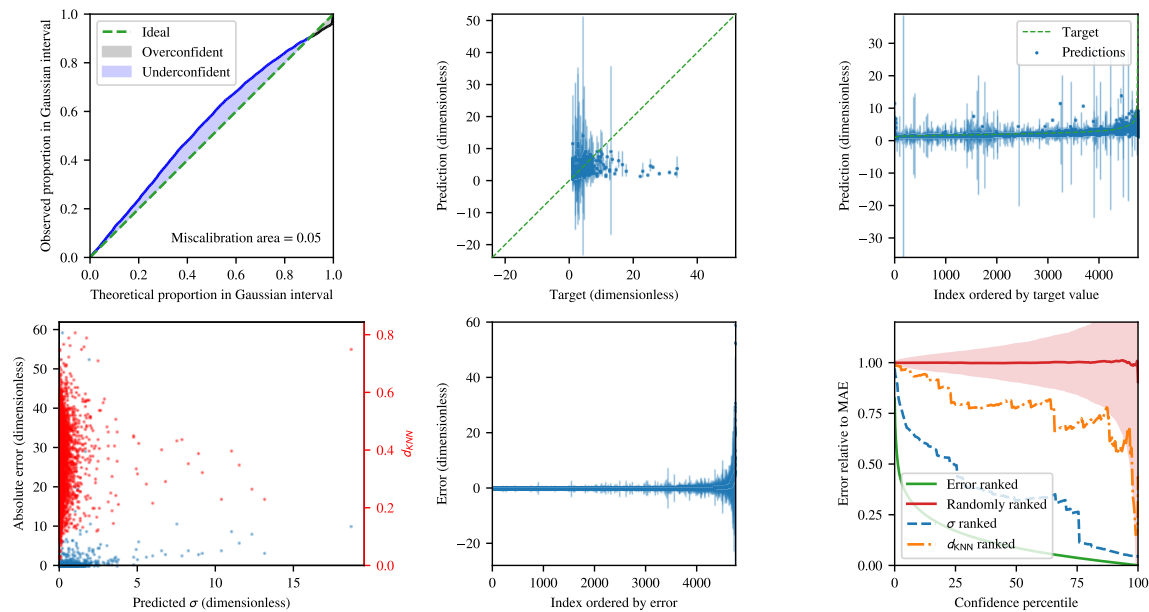 Observed proportion in Gaussian interval
1.0
0.8
0.6
0.4
0.2
0.0
Ideal
Overconfident
Underconfident
Miscalibration area = 0.05
0.0 0.2 0.4 0.6 0.8 1.0
Theoretical proportion in Gaussian interval
Prediction (dimensionless)
50
40
30
20
10
0
−10
−20
−20 0 20 40
Target (dimensionless)
Prediction (dimensionless)
30
20
10
0
−10
−20
−30
Target
Predictions
0 1000 2000 3000 4000
Index ordered by target value
Absolute error (dimensionless)
60
50
40
30
20
10
0
0 5 10 15
Predicted σ (dimensionless)
0.8
0.6
0.4
0.2
0.0
d_KNN
Error (dimensionless)
60
40
20
0
−20
0 1000 2000 3000 4000
Index ordered by error
Error relative to MAE
1.00
0.75
0.50
0.25
0.00
Error ranked
Randomly ranked
σ ranked
d_KNN ranked
0 25 50 75 100
Confidence percentile